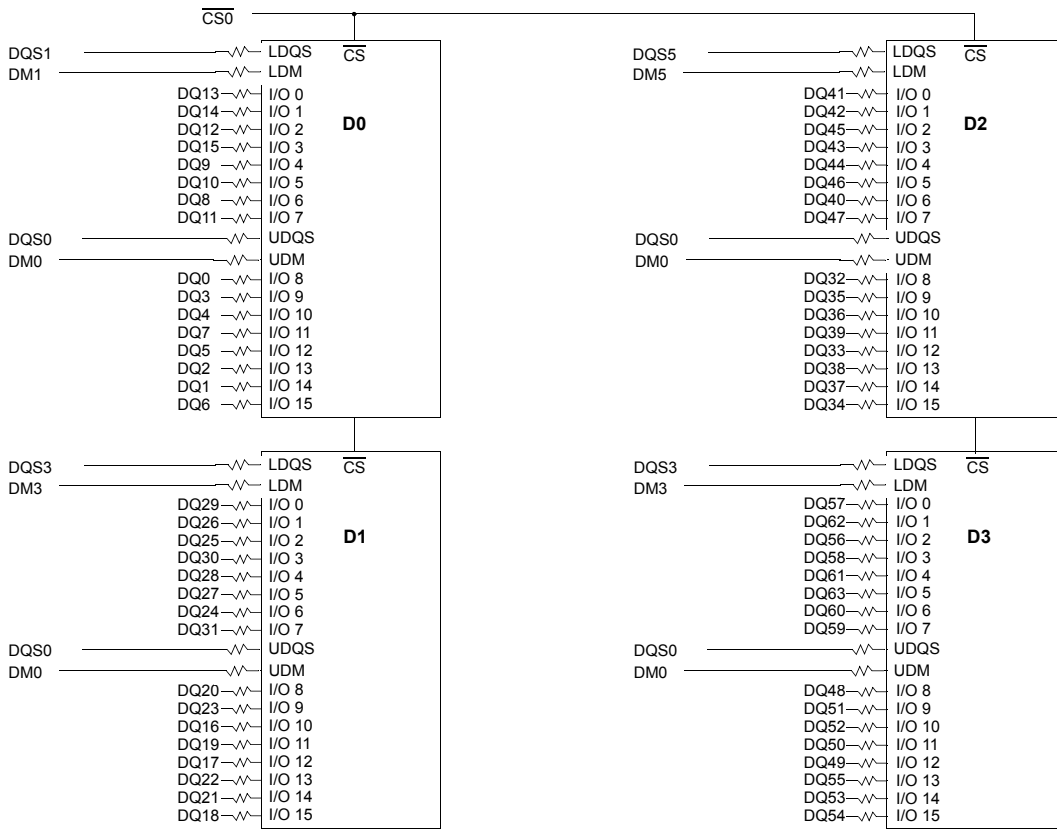 CS0
DQS1 LDQS CS
DM1 LDM
DQ13 I/O 0
DQ14 I/O 1
DQ12 I/O 2
D0
DQ15 I/O 3
DQ9 I/O 4
DQ10 I/O 5
DQ8 I/O 6
DQ11 I/O 7
DQS0 UDQS
DM0 UDM
DQ0 I/O 8
DQ3 I/O 9
DQ4 I/O 10
DQ7 I/O 11
DQ5 I/O 12
DQ2 I/O 13
DQ1 I/O 14
DQ6 I/O 15
DQS5 LDQS CS
DM5 LDM
DQ41 I/O 0
DQ42 I/O 1
DQ45 I/O 2
D2
DQ43 I/O 3
DQ44 I/O 4
DQ46 I/O 5
DQ40 I/O 6
DQ47 I/O 7
DQS0 UDQS
DM0 UDM
DQ32 I/O 8
DQ35 I/O 9
DQ36 I/O 10
DQ39 I/O 11
DQ33 I/O 12
DQ38 I/O 13
DQ37 I/O 14
DQ34 I/O 15
DQS3 LDQS CS
DM3 LDM
DQ29 I/O 0
DQ26 I/O 1
DQ25 I/O 2
D1
DQ30 I/O 3
DQ28 I/O 4
DQ27 I/O 5
DQ24 I/O 6
DQ31 I/O 7
DQS0 UDQS
DM0 UDM
DQ20 I/O 8
DQ23 I/O 9
DQ16 I/O 10
DQ19 I/O 11
DQ17 I/O 12
DQ22 I/O 13
DQ21 I/O 14
DQ18 I/O 15
DQS3 LDQS CS
DM3 LDM
DQ57 I/O 0
DQ62 I/O 1
DQ56 I/O 2
D3
DQ58 I/O 3
DQ61 I/O 4
DQ63 I/O 5
DQ60 I/O 6
DQ59 I/O 7
DQS0 UDQS
DM0 UDM
DQ48 I/O 8
DQ51 I/O 9
DQ52 I/O 10
DQ50 I/O 11
DQ49 I/O 12
DQ55 I/O 13
DQ53 I/O 14
DQ54 I/O 15